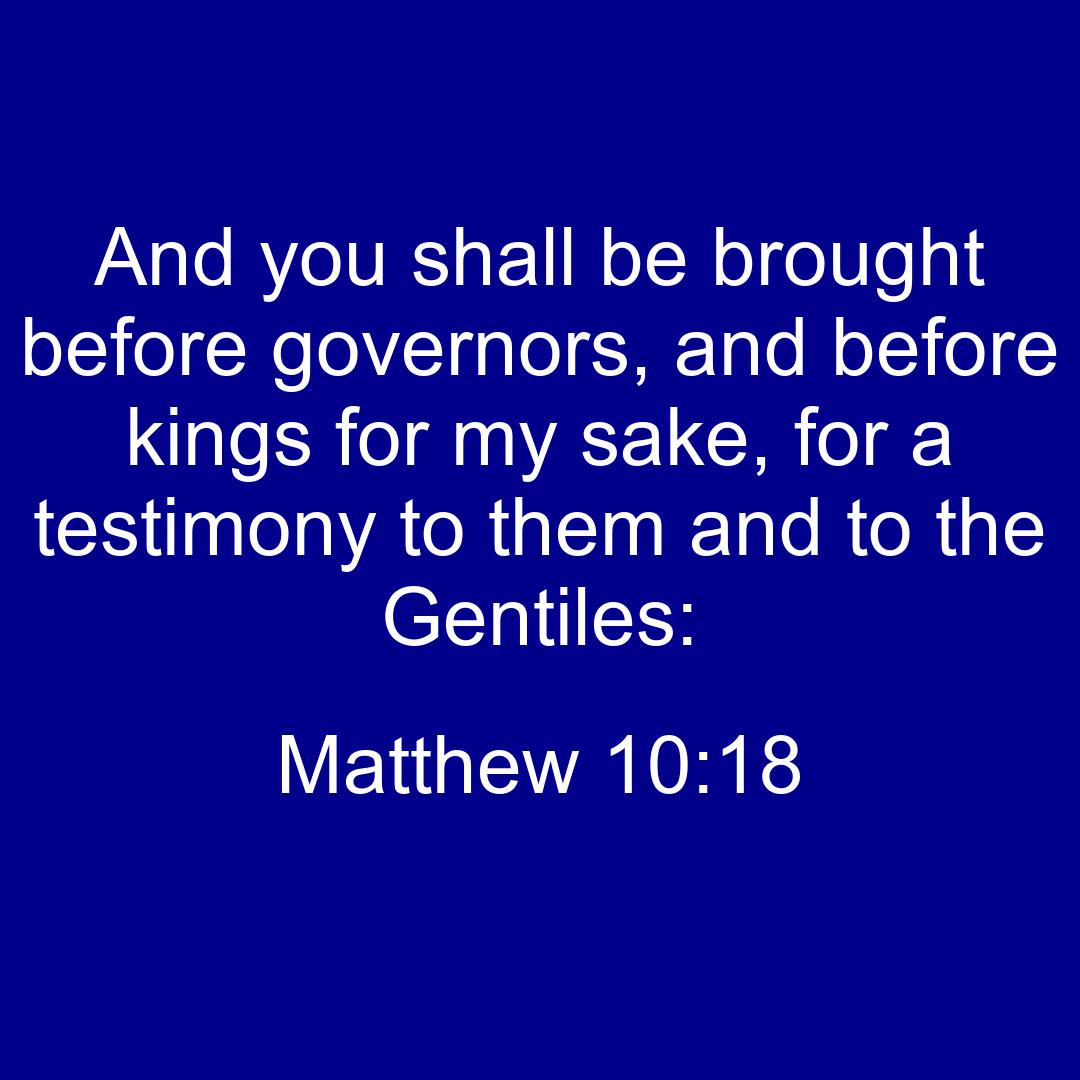 And you shall be brought
before governors, and before
kings for my sake, for a
testimony to them and to the
Gentiles:
Matthew 10:18